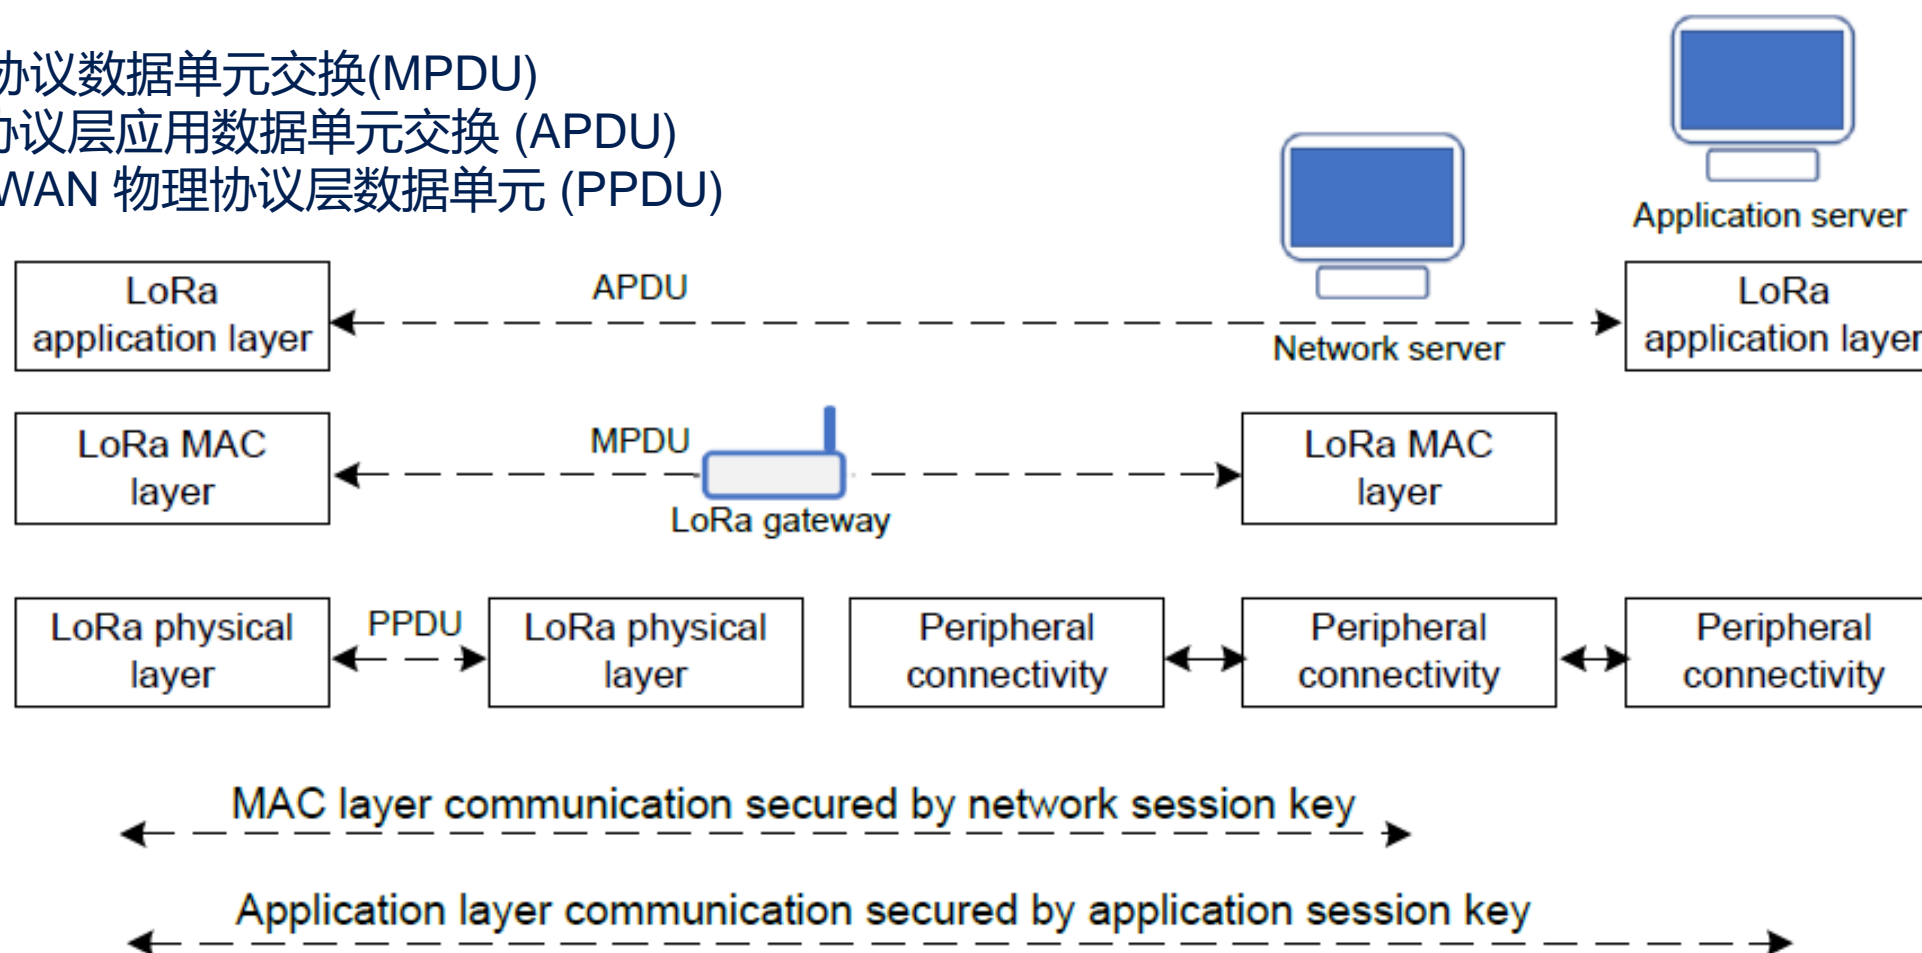 协议数据单元交换(MPDU)
协议层应用数据单元交换 (APDU)
WAN 物理协议层数据单元 (PPDU)
Application server
LoRa
application layer
APDU
Network server
LoRa
application layer
LoRa MAC
layer
MPDU
LoRa gateway
LoRa MAC
layer
LoRa physical
layer
PPDU
LoRa physical
layer
Peripheral
connectivity
Peripheral
connectivity
Peripheral
connectivity
MAC layer communication secured by network session key
Application layer communication secured by application session key